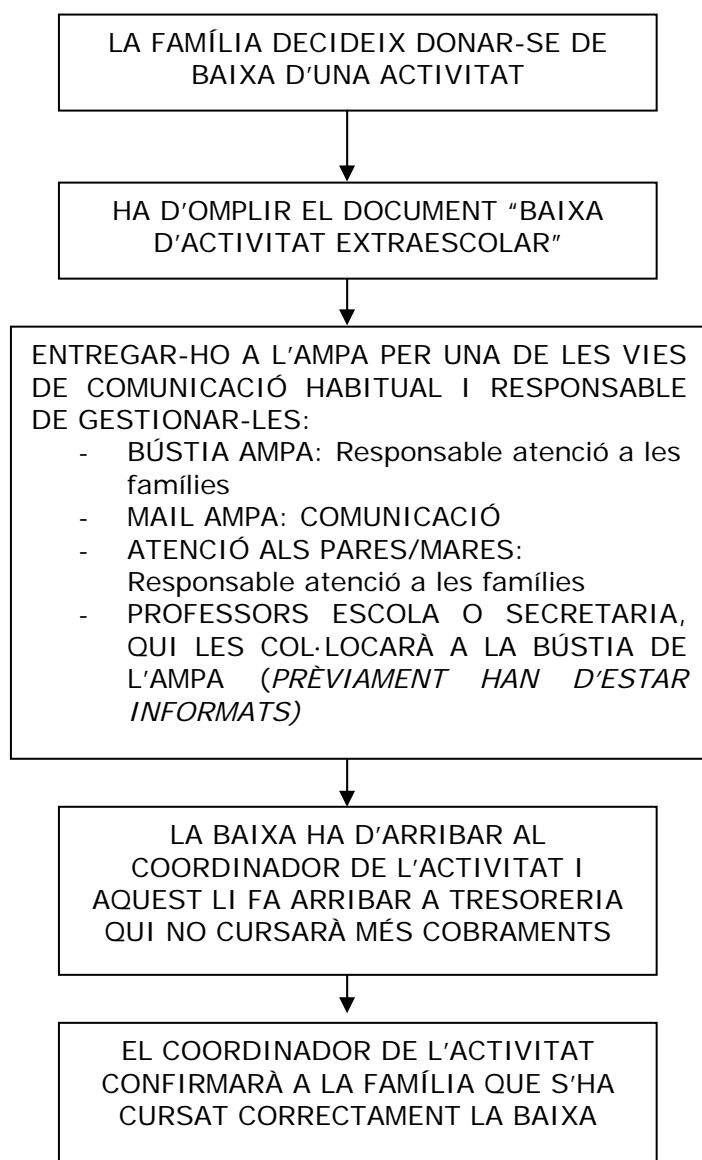 LA FAMÍLIA DECIDEIX DONAR-SE DE
BAIXA D'UNA ACTIVITAT
HA D'OMPLIR EL DOCUMENT “BAIXA
D'ACTIVITAT EXTRAESCOLAR”
ENTREGAR-HO A L'AMPA PER UNA DE LES VIES
DE COMUNICACIÓ HABITUAL I RESPONSABLE
DE GESTIONAR-LES:
- BÚSTIA AMPA: Responsable atenció a les
famílies
- MAIL AMPA: COMUNICACIÓ
- ATENCIÓ ALS PARES/MARES:
Responsable atenció a les famílies
- PROFESSORS ESCOLA O SECRETARIA,
QUI LES COL·LOCARÀ A LA BÚSTIA DE
L'AMPA (PRÈVIAMENT HAN D'ESTAR
INFORMATS)
LA BAIXA HA D'ARRIBAR AL
COORDINADOR DE L'ACTIVITAT I
AQUEST LI FA ARRIBAR A TRESORERIA
QUI NO CURSARÀ MÉS COBRAMENTS
EL COORDINADOR DE L'ACTIVITAT
CONFIRMARÀ A LA FAMÍLIA QUE S'HA
CURSAT CORRECTAMENT LA BAIXA